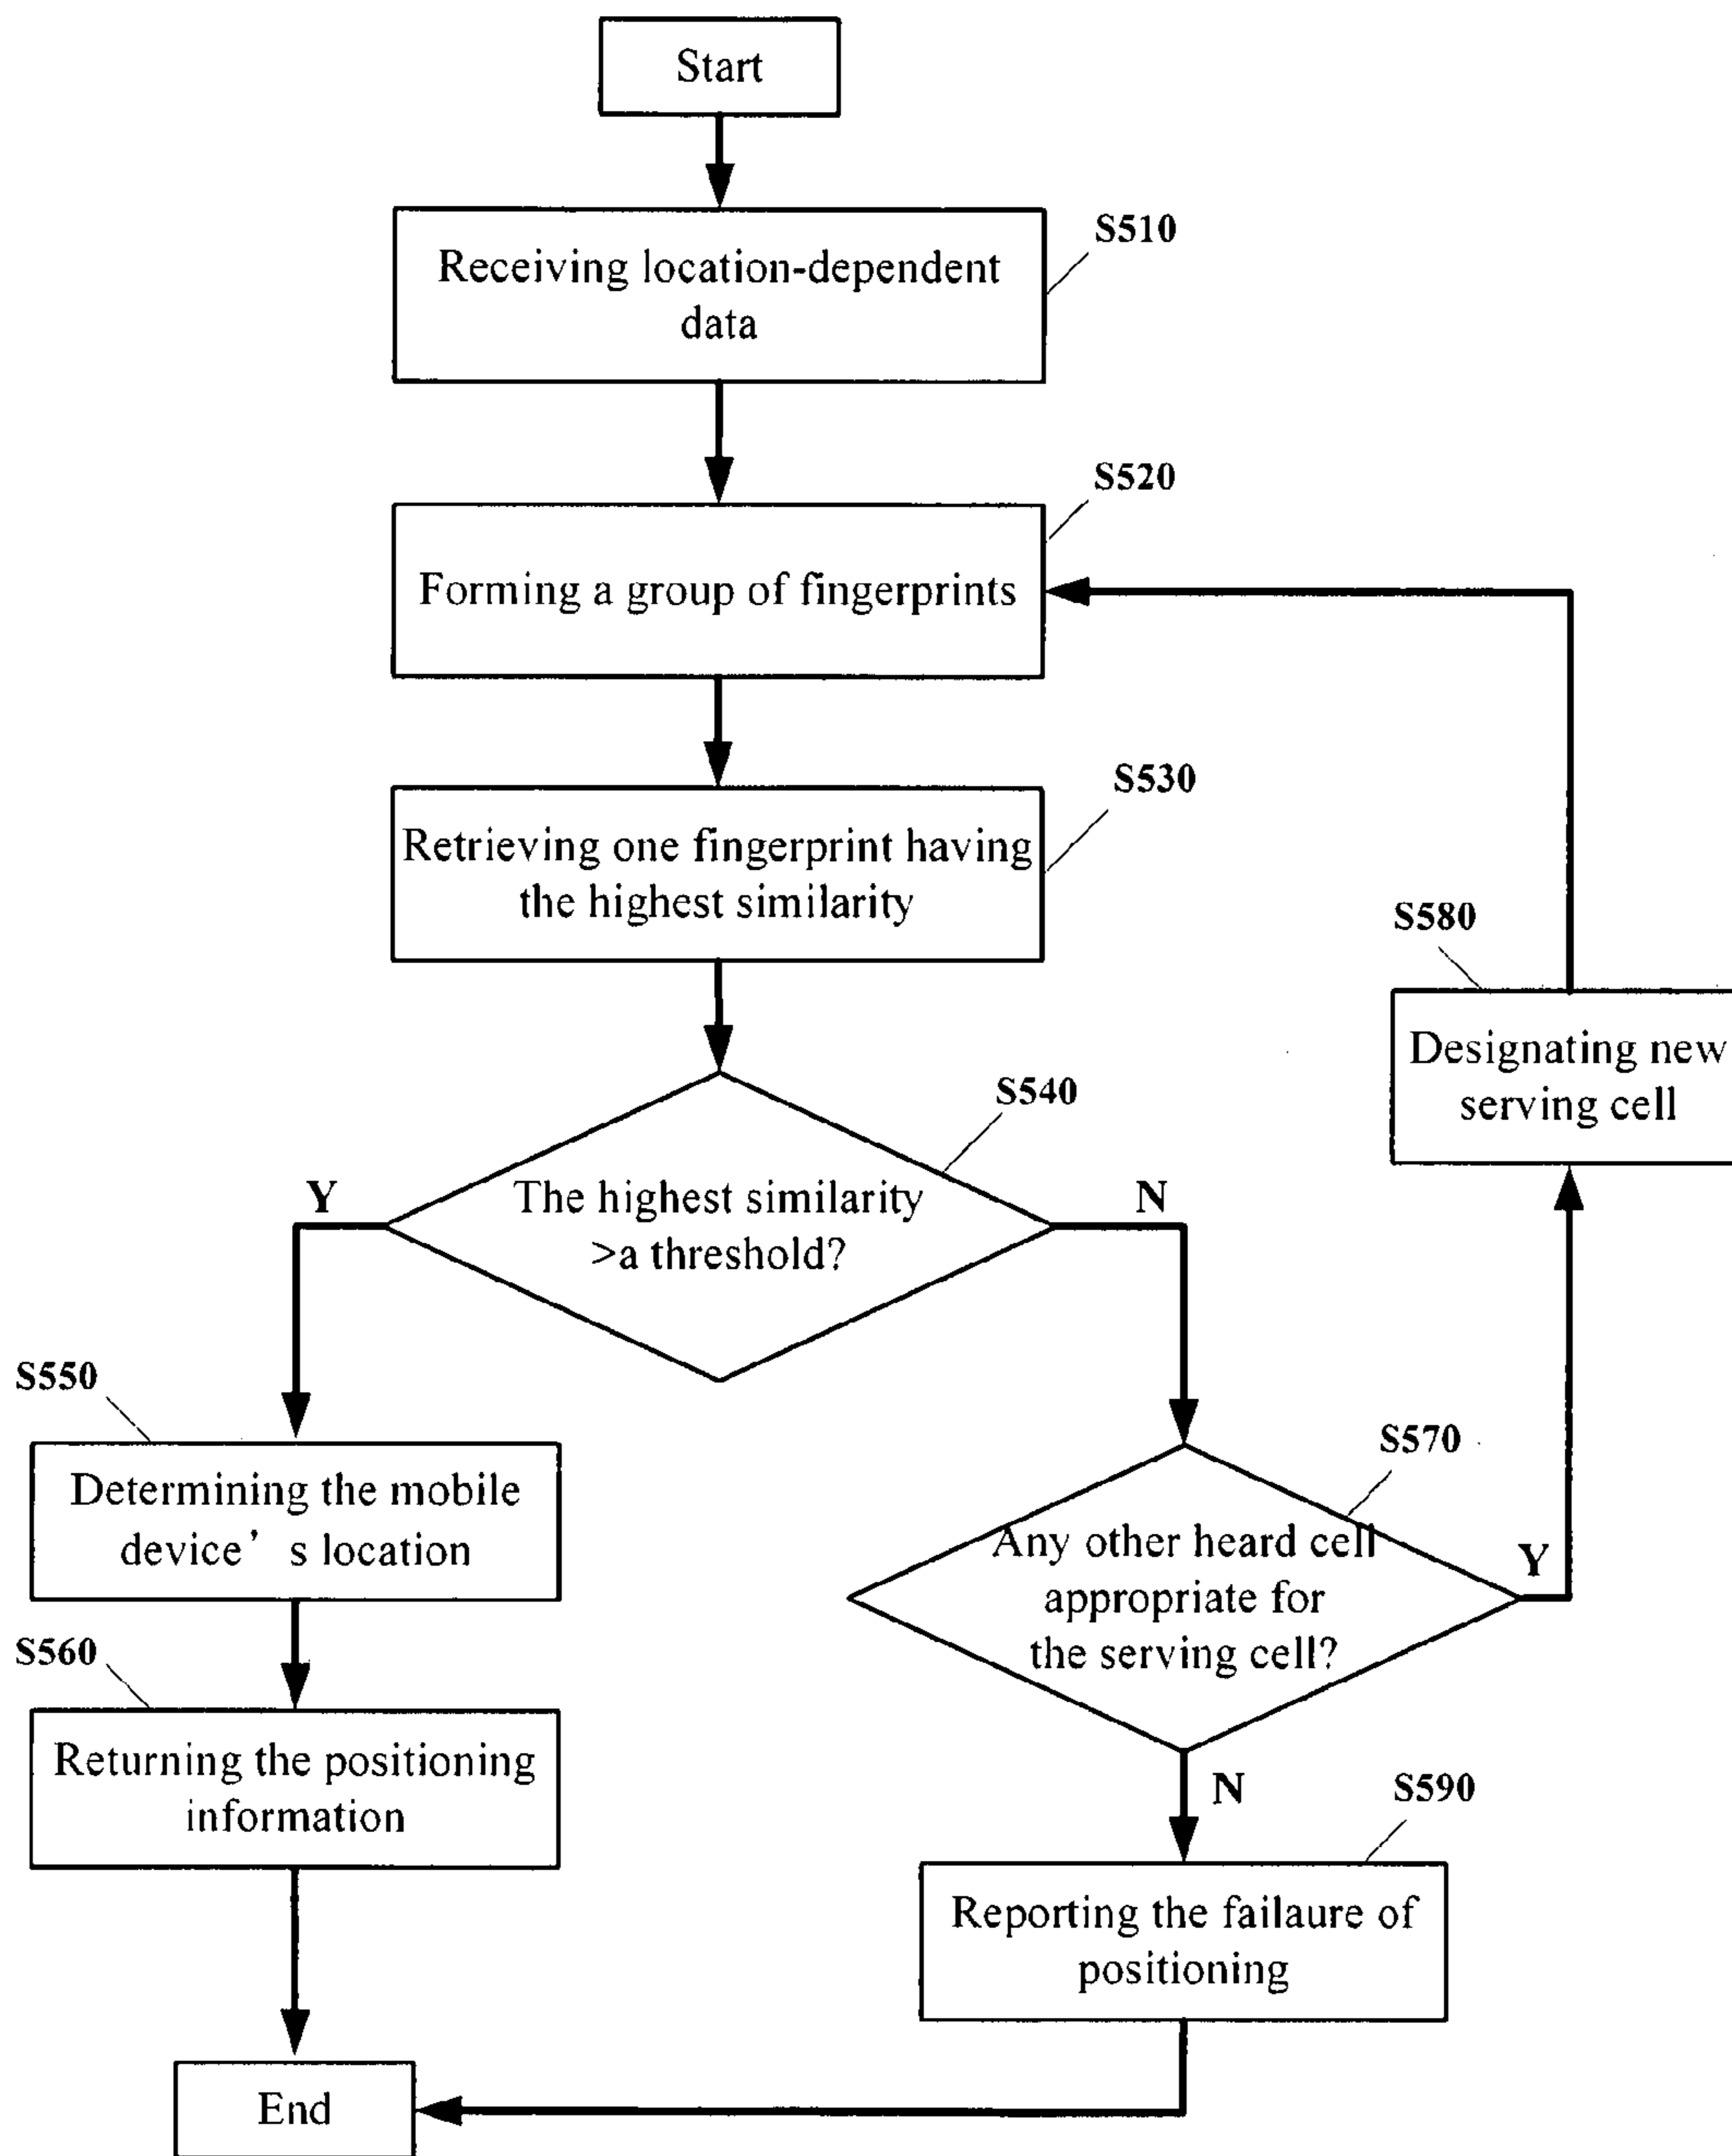 Start
S510
Receiving location-dependent
data
S520
Forming a group of fingerprints
S530
Retrieving one fingerprint having
the highest similarity
S580
Designating new
serving cell
S540
Y
The highest similarity
>a threshold?
N
S550
Determining the mobile
device’ s location
S570
Any other heard cell
appropriate for
the serving cell?
Y
S560
Returning the positioning
information
N
S590
Reporting the failaure of
positioning
End